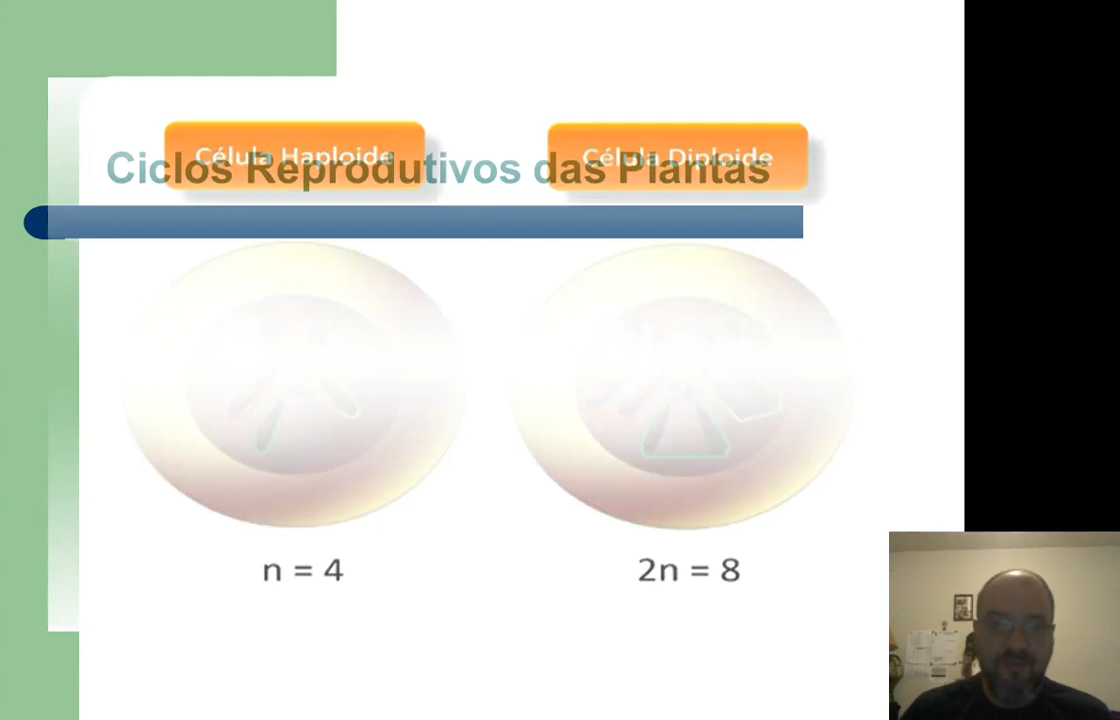 Célula Haploide
Célula Diploide
Ciclos Reprodutivos das Plantas
n = 4
2n = 8